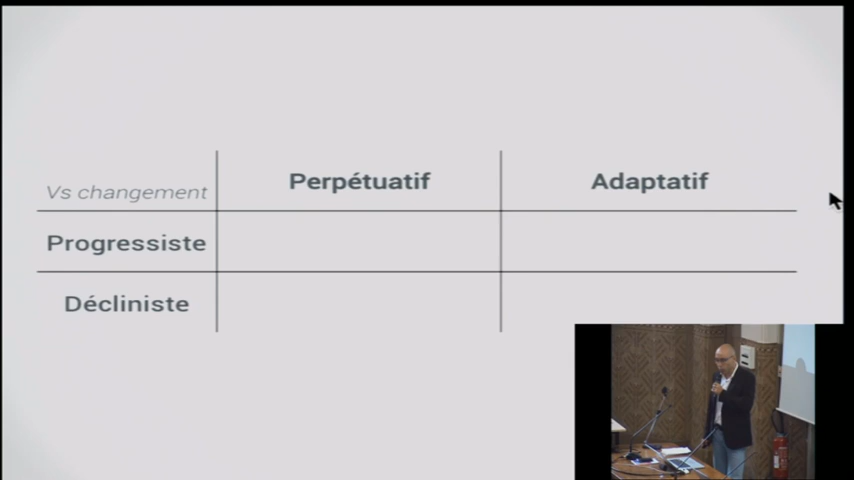 Vs changement
Perpétuatif
Adaptatif
Progressiste
Décliniste